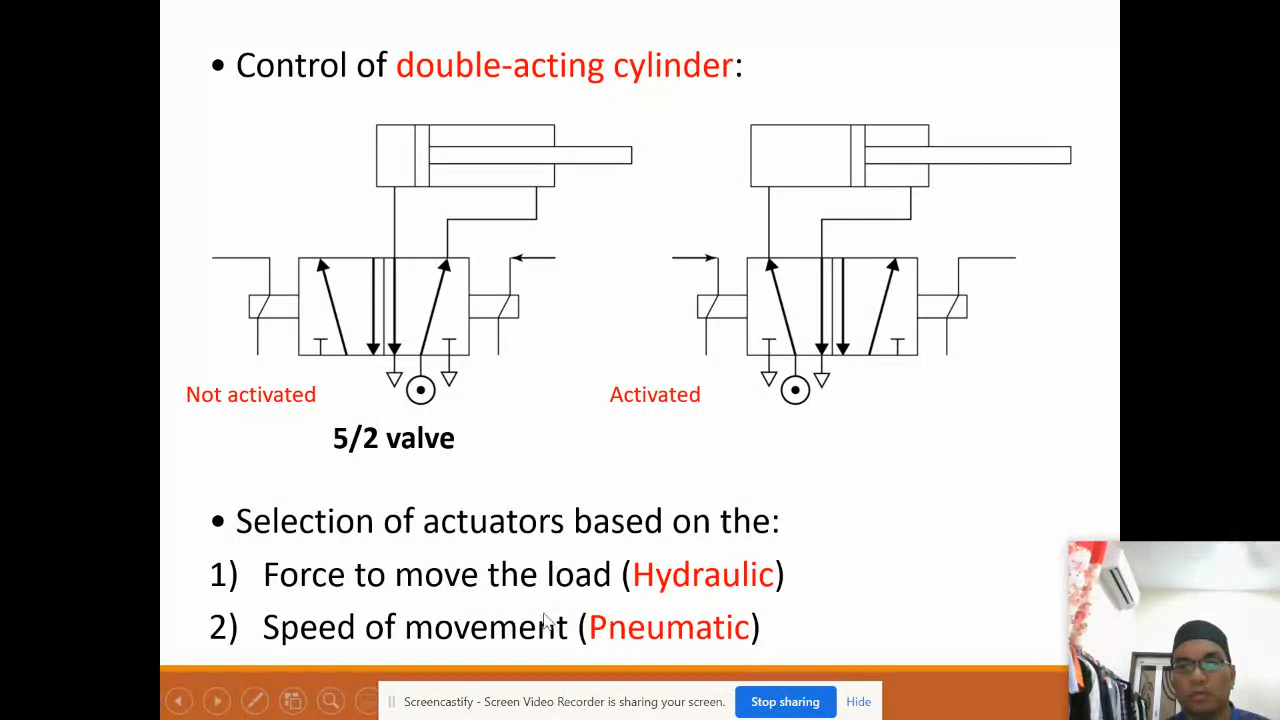 • Control of double-acting cylinder:
Not activated
Activated
5/2 valve
• Selection of actuators based on the:
1) Force to move the load (Hydraulic)
2) Speed of movement (Pneumatic)
Screencastify - Screen Video Recorder is sharing your screen. Stop sharing Hide